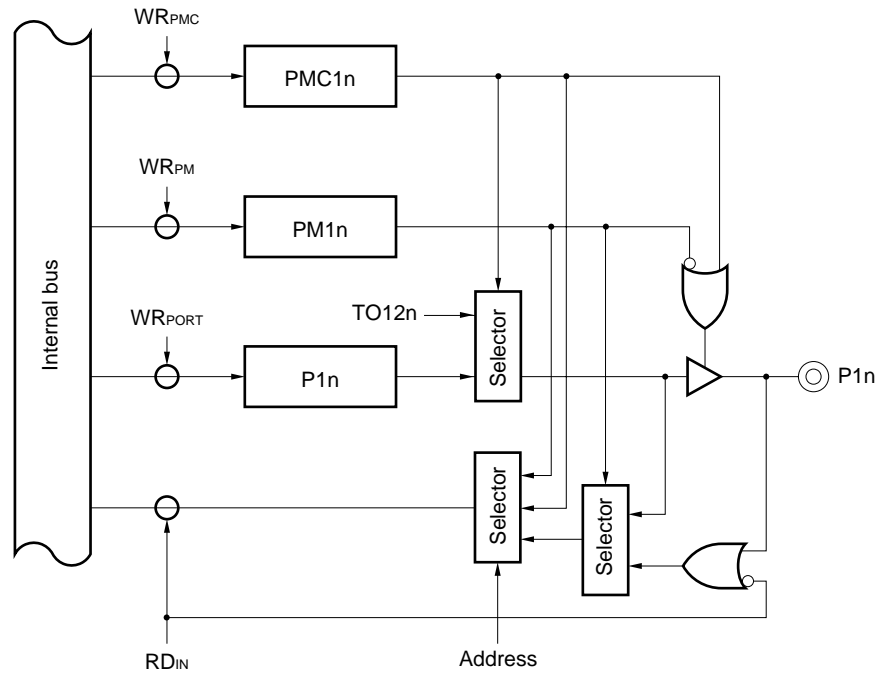 WRPMC
PMC1n
WRPM
PM1n
Internal bus
TO12n
WRPORT
Selector
P1n
P1n
Selector
Selector
RDIN
Address